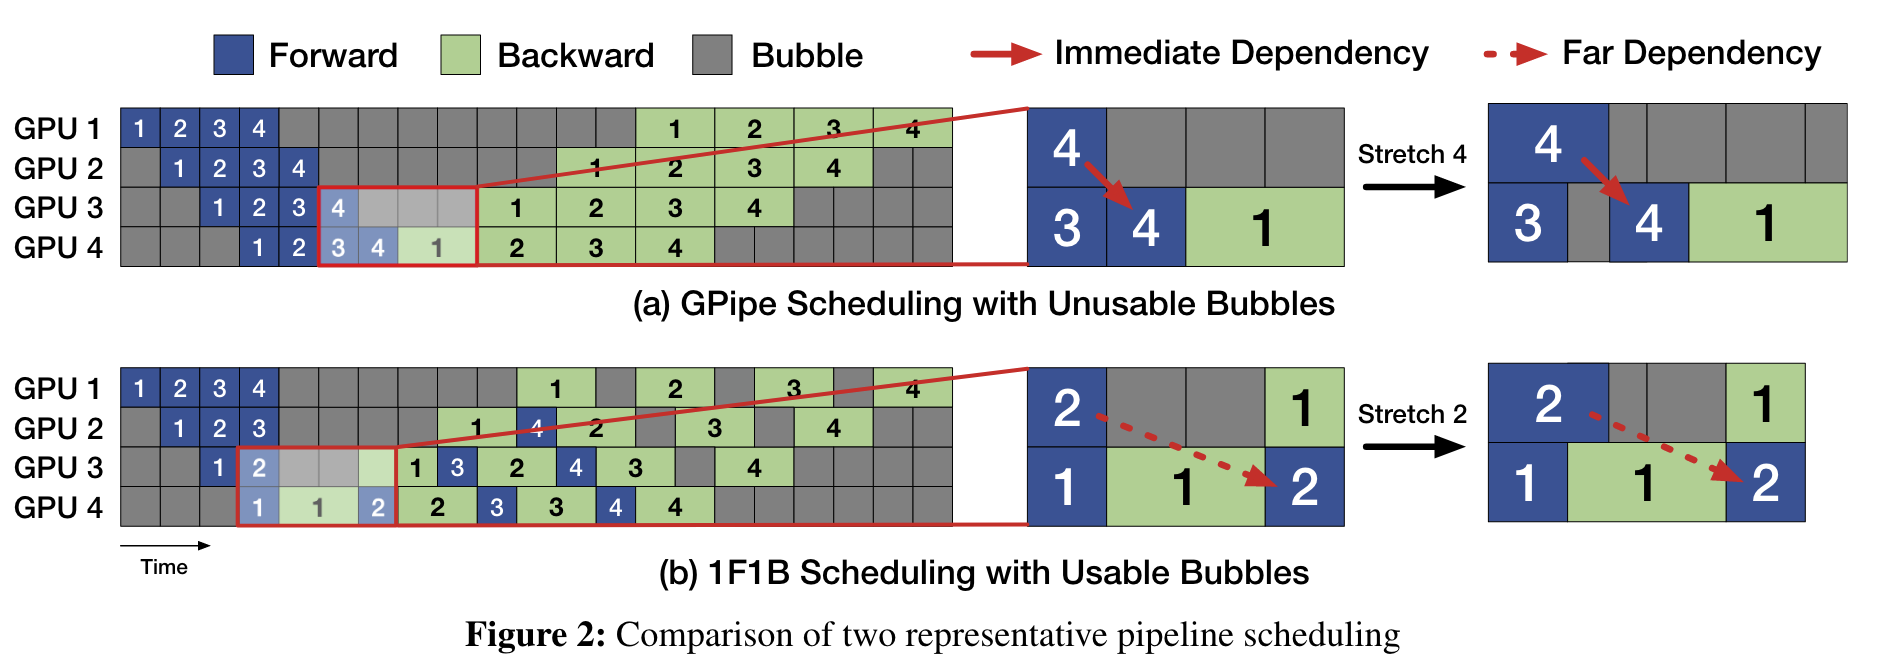 Forward Backward Bubble Immediate Dependency Far Dependency
GPU 1 1 2 3 4 1 2 3 4
GPU 2 1 2 3 4 1 2 3 4
GPU 3 1 2 3 4 1 2 3 4
GPU 4 1 2 3 4 1 2 3 4
4
3 4 1
Stretch 4
4
3 4 1
(a) GPipe Scheduling with Unusable Bubbles
GPU 1 1 2 3 4 1 2 3 4
GPU 2 1 2 3 1 4 2 3 4
GPU 3 1 2 1 3 2 4 3 4
GPU 4 1 1 2 2 3 3 4 4
Time
2 1
1 1 2
Stretch 2
2 1
1 1 2
(b) 1F1B Scheduling with Usable Bubbles
Figure 2: Comparison of two representative pipeline scheduling